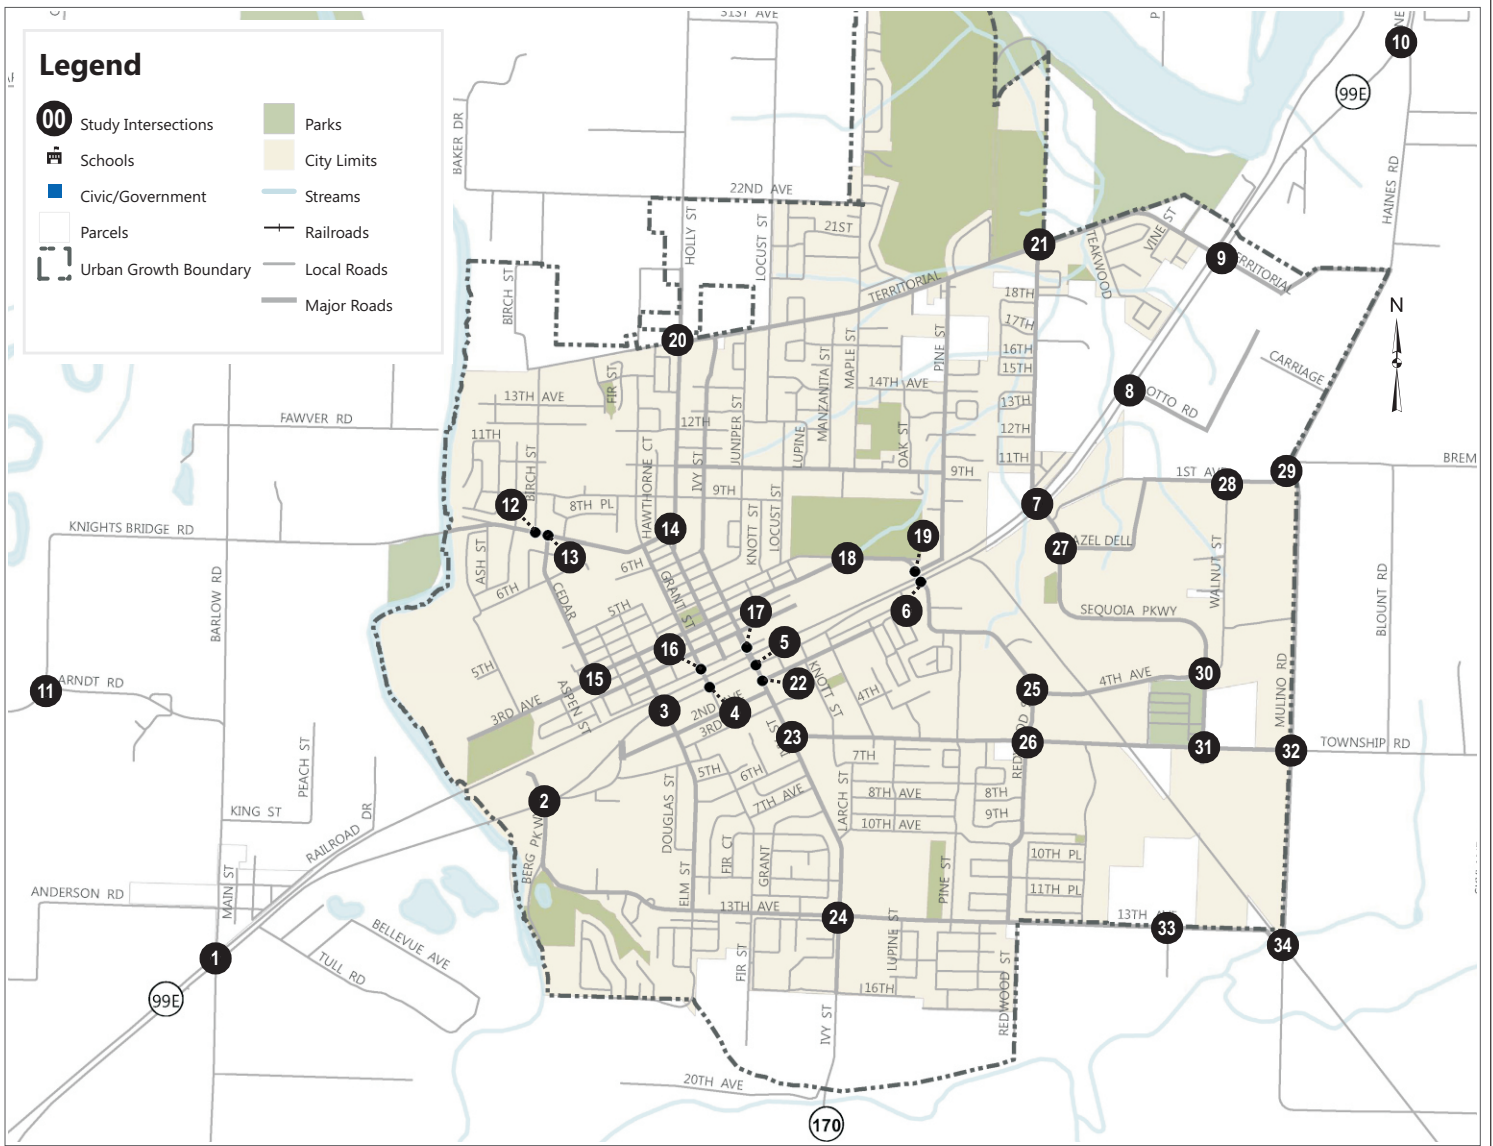 Legend
00 Study Intersections
Schools
Civic/Government
Parcels
Urban Growth Boundary
Parks
City Limits
Streams
Railroads
Local Roads
Major Roads
31ST AVE
10
99E
BAKER DR
HAINES RD
22ND AVE
HOLLY ST
LOCUST ST
21ST
21
TEAKWOOD
VINE ST
9
TERRITORIAL
BIRCH ST
TERRITORIAL
18TH
N
20
17TH
16TH
15TH
PINE ST
MAPLE ST
MANZANITA ST
CARRIAGE
FIR ST
13TH AVE
14TH AVE
8
OTTO RD
13TH
FAWVER RD
12TH
JUNIPER ST
LUPINE
OAK ST
12TH
11TH
HAWTHORNE CT
IVY ST
11TH
BIRCH ST
9TH
1ST AVE
28
29
BREM
12
8TH PL
9TH
KNOTT ST
LOCUST ST
7
KNIGHTS BRIDGE RD
14
19
27
HAZEL DELL
13
18
ASH ST
6TH
6TH
CEDAR
GRANT ST
WALNUT ST
BLOUNT RD
BARLOW RD
5TH
17
6
SEQUOIA PKWY
16
5
5TH
15
22
KNOTT ST
30
ARNDT RD
11
ASPEN ST
3RD AVE
3
4
2ND AVE
3RD
4TH
25
4TH AVE
MULINO RD
23
26
31
32
TOWNSHIP RD
7TH
PEACH ST
5TH
6TH
7TH AVE
LARCH ST
8TH AVE
8TH
2
KING ST
DOUGLAS ST
10TH AVE
9TH
RAILROAD DR
BERG PKWY
FIR CT
GRANT
10TH PL
ANDERSON RD
MAIN ST
ELM ST
PINE ST
11TH PL
13TH AVE
24
13TH AVE
33
34
1
BELLEVUE AVE
TULL RD
FIR ST
LUPINE ST
REDWOOD ST
99E
16TH
IVY ST
20TH AVE
170